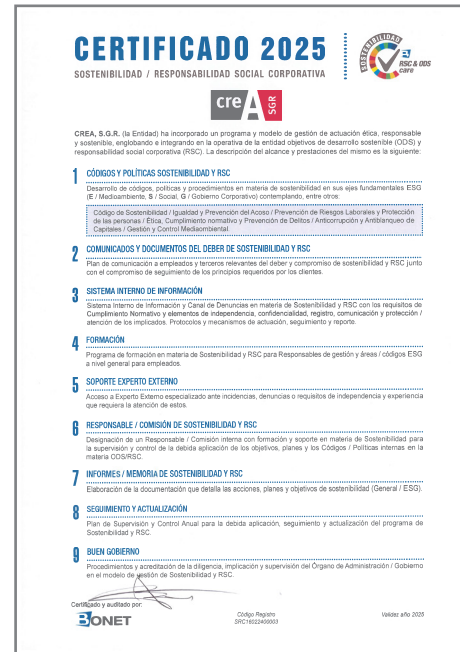 CERTIFICADO 2025
SOSTENIBILIDAD / RESPONSABILIDAD SOCIAL CORPORATIVA
SOSTENIBILIDAD
RSC & ODS
care
creA SGR
CREA, S.G.R. (la Entidad) ha incorporado un programa y modelo de gestión de actuación ética, responsable
y sostenible, englobando e integrando en la operativa de la entidad objetivos de desarrollo sostenible (ODS) y
responsabilidad social corporativa (RSC). La descripción del alcance y prestaciones del mismo es la siguiente:
1 CÓDIGOS Y POLÍTICAS SOSTENIBILIDAD Y RSC
Desarrollo de códigos, políticas y procedimientos en materia de sostenibilidad en sus ejes fundamentales ESG
(E / Medioambiente, S / Social, G / Gobierno Corporativo) contemplando, entre otros:
Código de Sostenibilidad / Igualdad y Prevención del Acoso / Prevención de Riesgos Laborales y Protección
de las personas / Ética, Cumplimiento normativo y Prevención de Delitos / Anticorrupción y Antiblanqueo de
Capitales / Gestión y Control Medioambiental.
2 COMUNICADOS Y DOCUMENTOS DEL DEBER DE SOSTENIBILIDAD Y RSC
Plan de comunicación a empleados y terceros relevantes del deber y compromiso de sostenibilidad y RSC junto
con el compromiso de seguimiento de los principios requeridos por los clientes.
3 SISTEMA INTERNO DE INFORMACIÓN
Sistema Interno de Información y Canal de Denuncias en materia de Sostenibilidad y RSC con los requisitos de
Cumplimiento Normativo y elementos de independencia, confidencialidad, registro, comunicación y protección /
atención de los implicados. Protocolos y mecanismos de actuación, seguimiento y reporte.
4 FORMACIÓN
Programa de formación en materia de Sostenibilidad y RSC para Responsables de gestión y áreas / códigos ESG
a nivel general para empleados.
5 SOPORTE EXPERTO EXTERNO
Acceso a Experto Externo especializado ante incidencias, denuncias o requisitos de independencia y experiencia
que requiera la atención de estos.
6 RESPONSABLE / COMISIÓN DE SOSTENIBILIDAD Y RSC
Designación de un Responsable / Comisión interna con formación y soporte en materia de Sostenibilidad para
la supervisión y control de la debida aplicación de los objetivos, planes y los Códigos / Políticas internas en la
materia ODS/RSC.
7 INFORMES / MEMORIA DE SOSTENIBILIDAD Y RSC
Elaboración de la documentación que detalla las acciones, planes y objetivos de sostenibilidad (General / ESG).
8 SEGUIMIENTO Y ACTUALIZACIÓN
Plan de Supervisión y Control Anual para la debida aplicación, seguimiento y actualización del programa de
Sostenibilidad y RSC.
9 BUEN GOBIERNO
Procedimientos y acreditación de la diligencia, implicación y supervisión del Órgano de Administración / Gobierno
en el modelo de gestión de Sostenibilidad y RSC.
Certificado y auditado por:
BONET
Código Registro
SRC16022400003
Validez año 2025